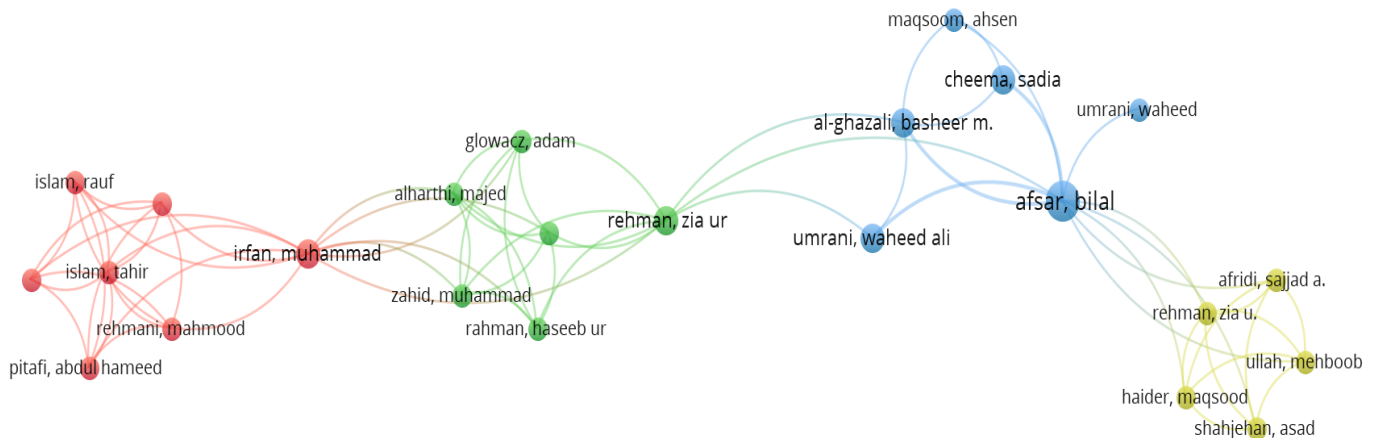 maqsoom, ahsen
cheema, sadia
umrani, waheed
al-ghazali, basheer m.
glowacz, adam
islam, rauf
alharthi, majed
afsar, bilal
rehman, zia ur
umrani, waheed ali
irfan, muhammad
islam, tahir
afridi, sajjad a.
zahid, muhammad
rehman, zia u.
rehmani, mahmood
rahman, haseeb ur
ullah, mehboob
pitafi, abdul hameed
haider, maqsood
shahjehan, asad